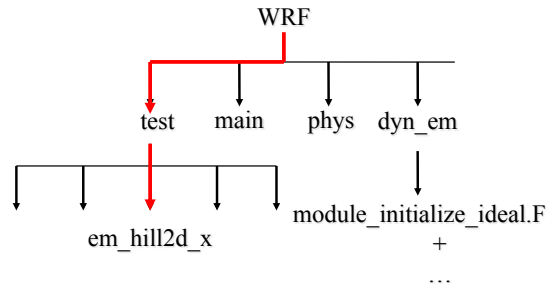 WRF
test main phys dyn_em
module_initialize_ideal.F
em_hill2d_x
+
...